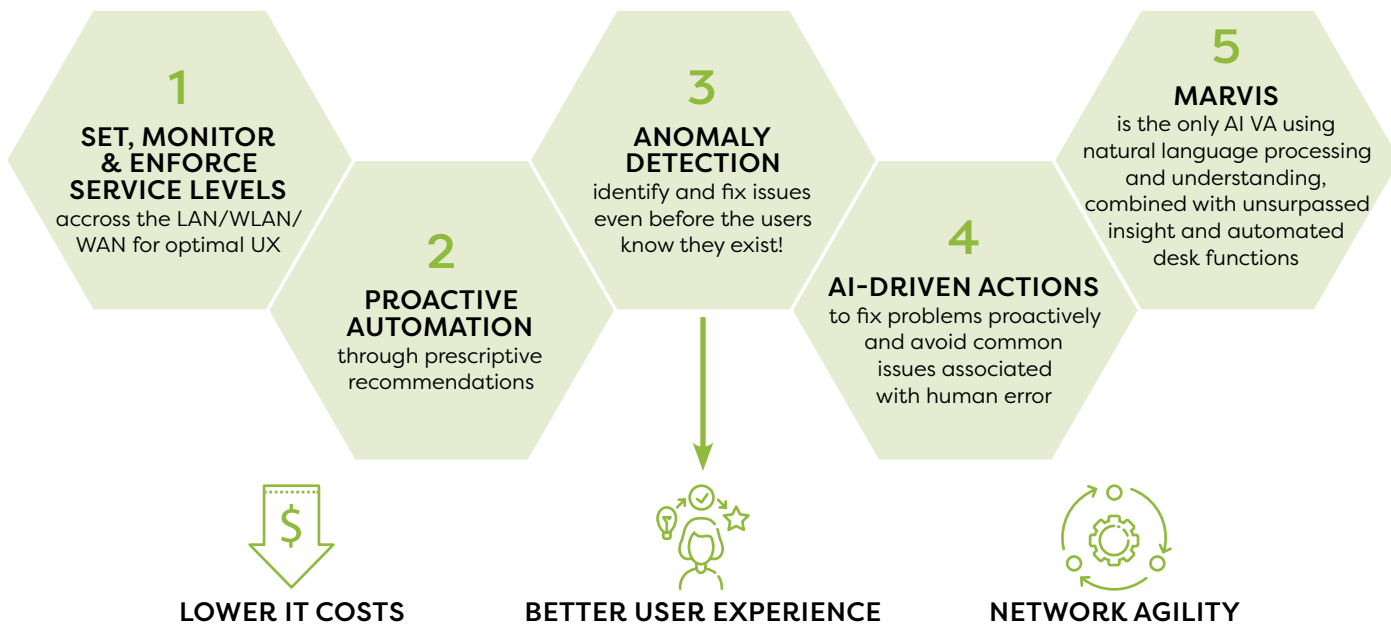 1
SET, MONITOR
& ENFORCE
SERVICE LEVELS
accross the LAN/WLAN/
WAN for optimal UX
2
PROACTIVE
AUTOMATION
through prescriptive
recommendations
3
ANOMALY
DETECTION
identify and fix issues
even before the users
know they exist!
4
AI-DRIVEN ACTIONS
to fix problems proactively
and avoid common
issues associated
with human error
5
MARVIS
is the only AI VA using
natural language processing
and understanding,
combined with unsurpassed
insight and automated
desk functions
$
LOWER IT COSTS
BETTER USER EXPERIENCE
NETWORK AGILITY